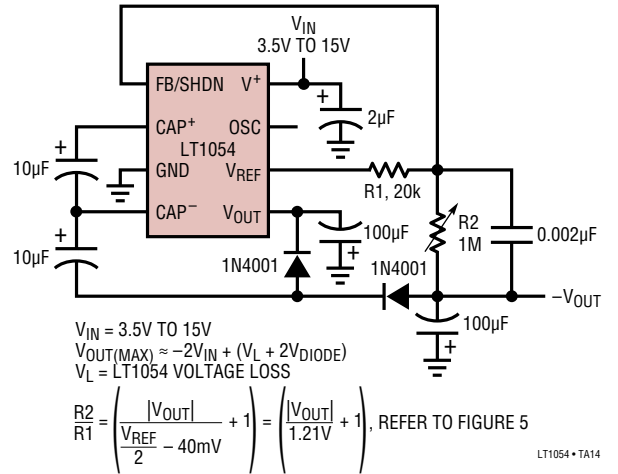 V_IN
3.5V TO 15V
FB/SHDN V+
+
2µF
CAP+ OSC
LT1054
+
10µF
GND V_REF
R1, 20k
CAP− V_OUT
R2
1M
0.002µF
+
10µF
100µF
+
1N4001
1N4001
−V_OUT
100µF
+
V_IN = 3.5V TO 15V
V_OUT(MAX) ≈ −2V_IN + (V_L + 2V_DIODE)
V_L = LT1054 VOLTAGE LOSS
R2/R1 = (|V_OUT| / (V_REF/2 − 40mV) + 1) = (|V_OUT| / 1.21V + 1), REFER TO FIGURE 5
LT1054 • TA14